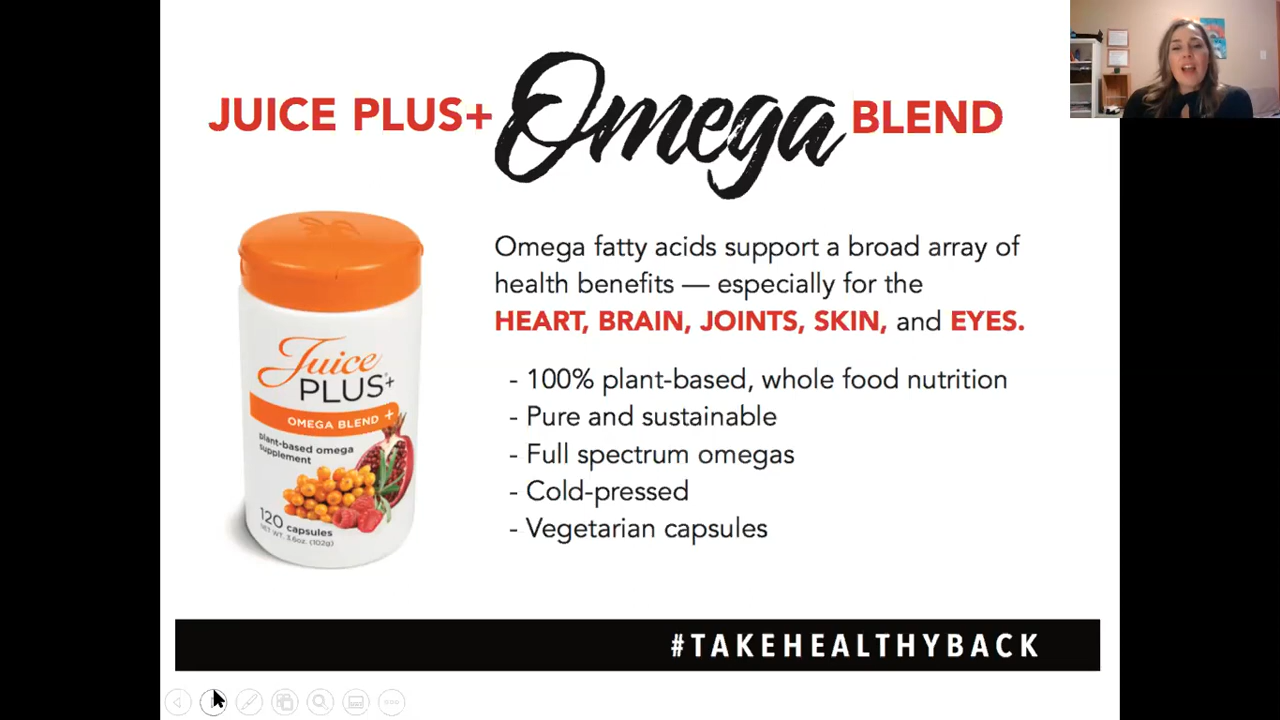 JUICE PLUS+ Omega BLEND
Omega fatty acids support a broad array of
health benefits — especially for the
HEART, BRAIN, JOINTS, SKIN, and EYES.
- 100% plant-based, whole food nutrition
- Pure and sustainable
- Full spectrum omegas
- Cold-pressed
- Vegetarian capsules
Juice
PLUS+
OMEGA BLEND +
plant-based omega
supplement
120 capsules
NET WT. 3.6oz. (102g)
#TAKEHEALTHYBACK